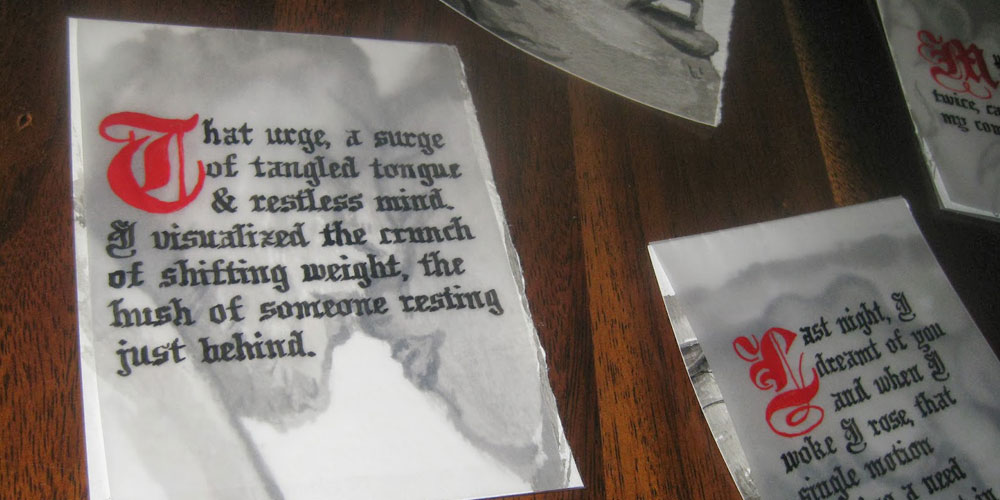 That urge, a surge
of tangled tongue
& restless mind.
I visualized the crunch
of shifting weight, the
hush of someone resting
just behind.
Last night, I
dreamt of you
and when I
woke I rose, that
single motion
I need
M
twice,
my